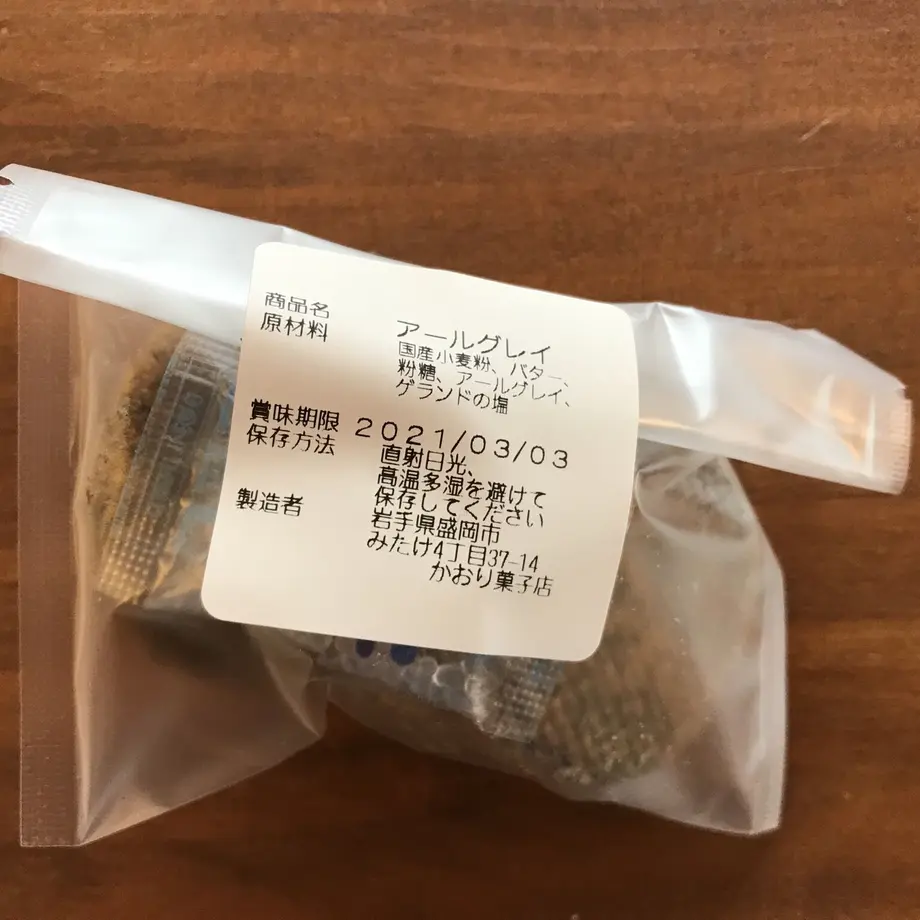 商品名 アールグレイ
原材料 国産小麦粉、バター、
粉糖、アールグレイ、
ゲランドの塩
賞味期限 2021/03/03
保存方法 直射日光、
高温多湿を避けて
保存してください
製造者 岩手県盛岡市
みたけ4丁目37-14
かおり菓子店